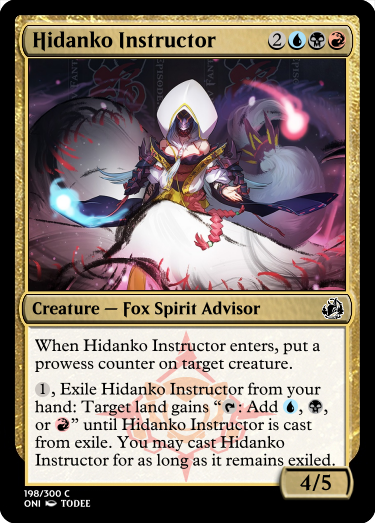 Hidanko Instructor 2
Creature — Fox Spirit Advisor
When Hidanko Instructor enters, put a
prowess counter on target creature.
1, Exile Hidanko Instructor from your
hand: Target land gains “: Add , ,
or ” until Hidanko Instructor is cast
from exile. You may cast Hidanko
Instructor for as long as it remains exiled.
4/5
198/300 C
ONI TODEE